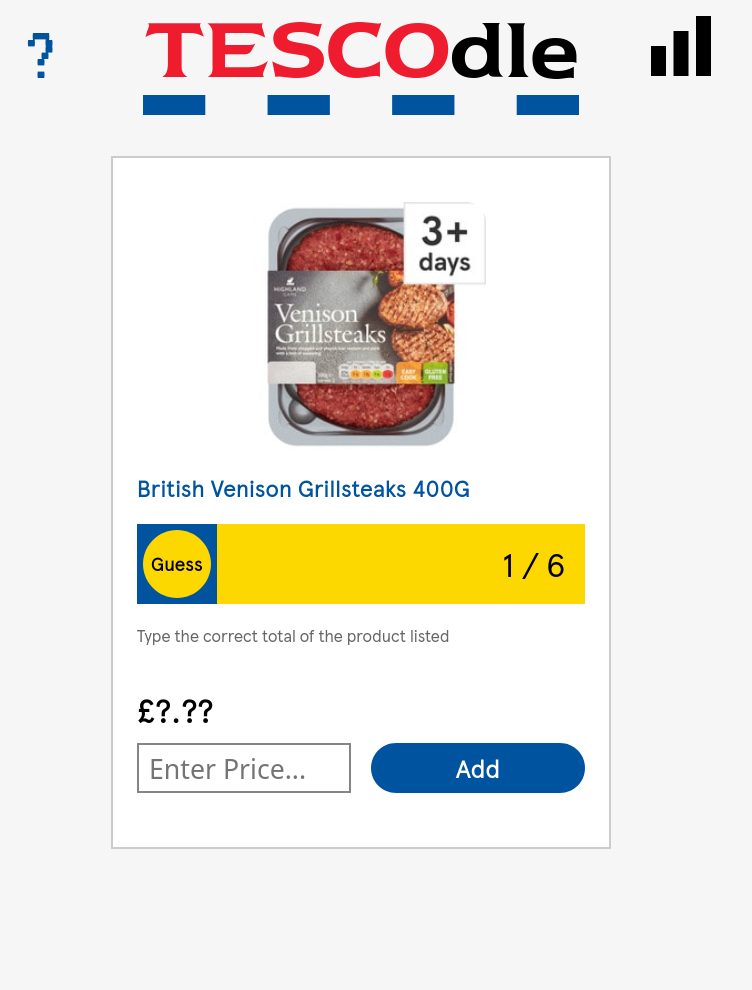 ?
TESCOdle
3+
days
HIGHLAND
GAME
Venison
Grillsteaks
EASY
COOK
GLUTEN
FREE
British Venison Grillsteaks 400G
Guess
1 / 6
Type the correct total of the product listed
£?.??
Enter Price...
Add